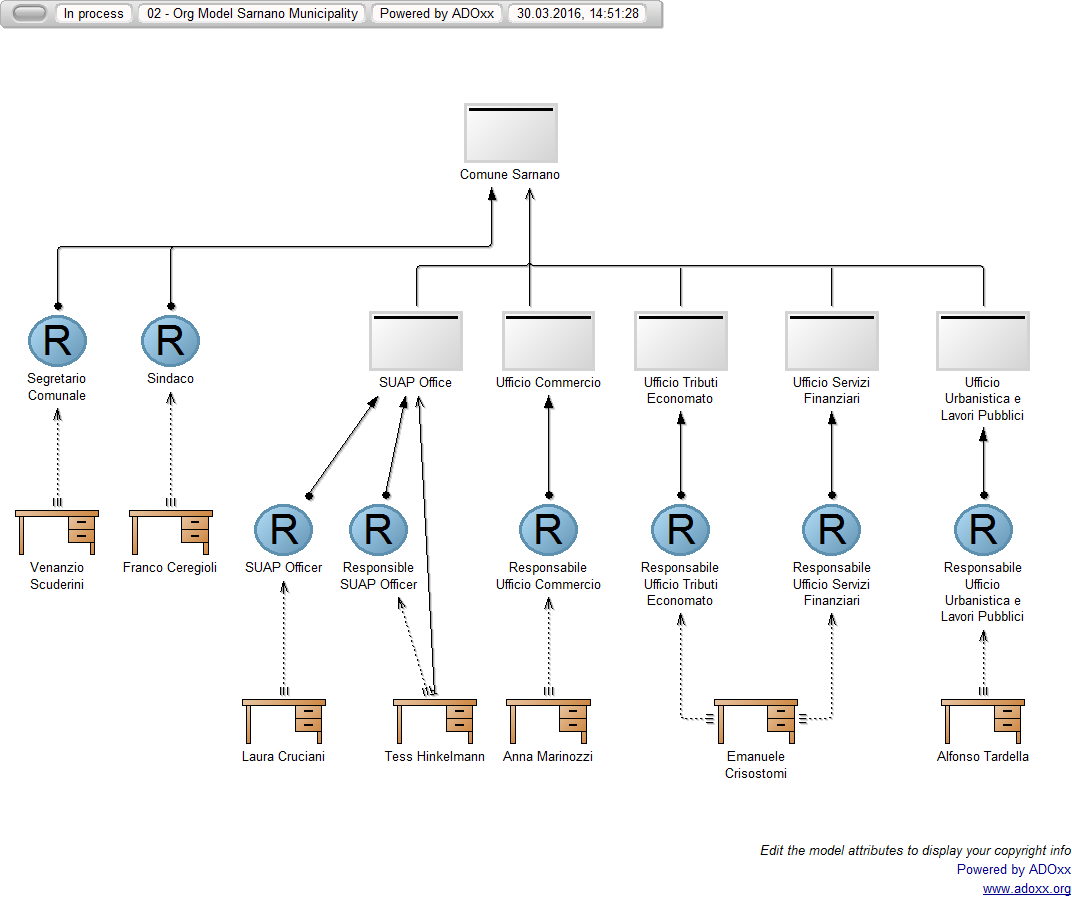 In process 02 - Org Model Sarnano Municipality Powered by ADOxx 30.03.2016, 14:51:28
Comune Sarnano
R
Segretario
Comunale
R
Sindaco
SUAP Office
Ufficio Commercio
Ufficio Tributi
Economato
Ufficio Servizi
Finanziari
Ufficio
Urbanistica e
Lavori Pubblici
Venanzio
Scuderini
Franco Ceregioli
R
SUAP Officer
R
Responsible
SUAP Officer
R
Responsabile
Ufficio Commercio
R
Responsabile
Ufficio Tributi
Economato
R
Responsabile
Ufficio Servizi
Finanziari
R
Responsabile
Ufficio
Urbanistica e
Lavori Pubblici
Laura Cruciani
Tess Hinkelmann
Anna Marinozzi
Emanuele
Crisostomi
Alfonso Tardella
Edit the model attributes to display your copyright info
Powered by ADOxx
www.adoxx.org